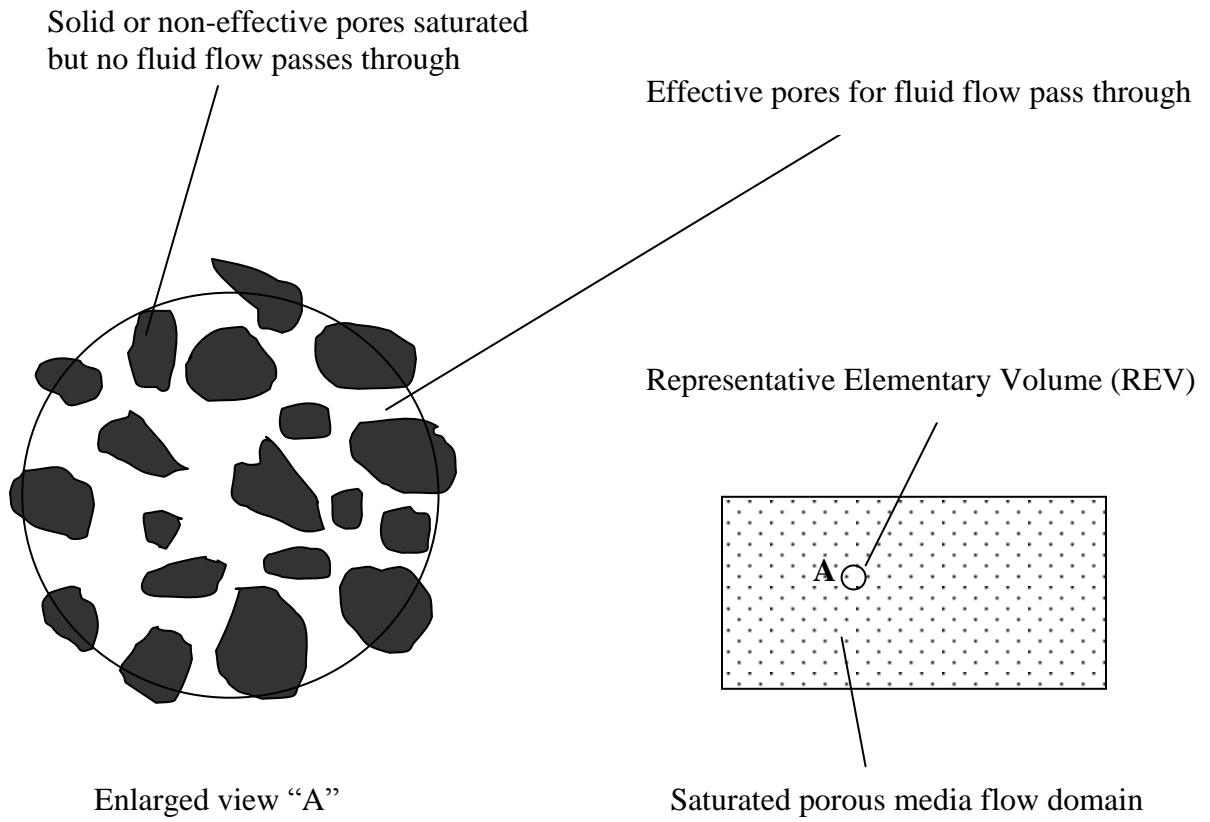 Solid or non-effective pores saturated
but no fluid flow passes through
Effective pores for fluid flow pass through
Representative Elementary Volume (REV)
A
Enlarged view “A”
Saturated porous media flow domain